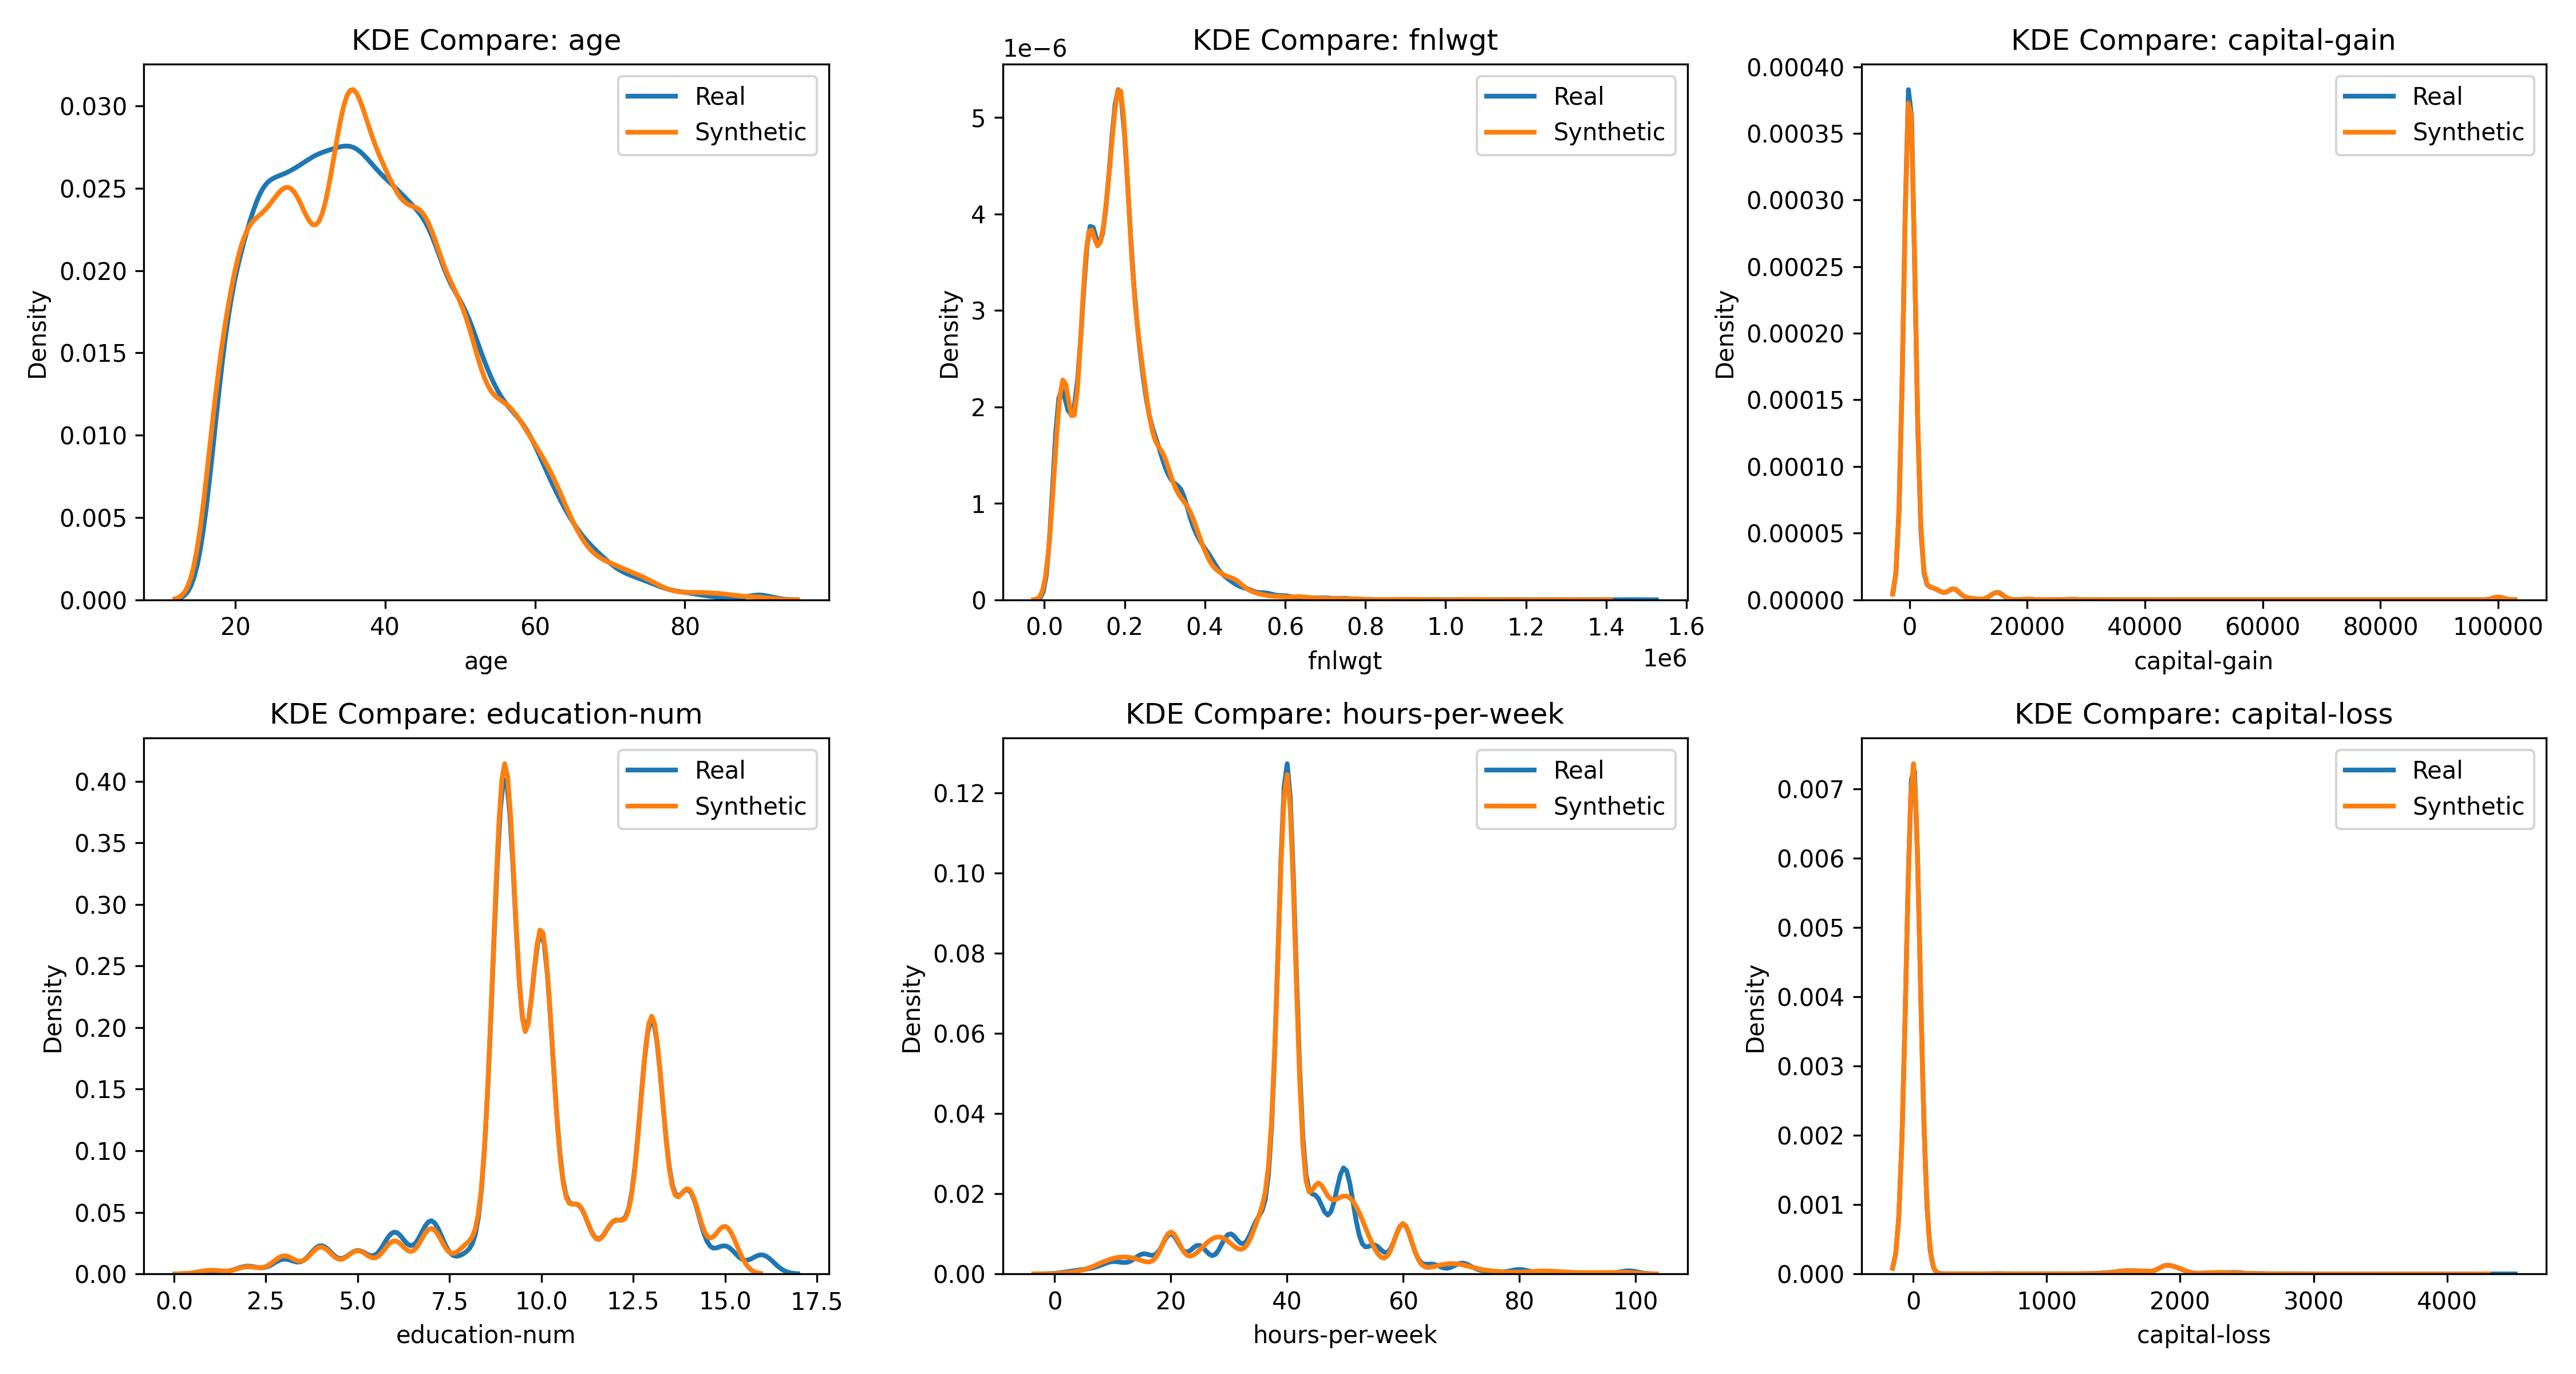 KDE Compare: age
0.030
0.025
0.020
0.015
0.010
0.005
0.000
Density
Real
Synthetic
20
40
60
80
age
KDE Compare: fnlwgt
1e−6
5
4
3
2
1
0
Density
Real
Synthetic
0.0
0.2
0.4
0.6
0.8
1.0
1.2
1.4
1.6
1e6
fnlwgt
KDE Compare: capital-gain
0.00040
0.00035
0.00030
0.00025
0.00020
0.00015
0.00010
0.00005
0.00000
Density
Real
Synthetic
0
20000
40000
60000
80000
100000
capital-gain
KDE Compare: education-num
0.40
0.35
0.30
0.25
0.20
0.15
0.10
0.05
0.00
Density
Real
Synthetic
0.0
2.5
5.0
7.5
10.0
12.5
15.0
17.5
education-num
KDE Compare: hours-per-week
0.12
0.10
0.08
0.06
0.04
0.02
0.00
Density
Real
Synthetic
0
20
40
60
80
100
hours-per-week
KDE Compare: capital-loss
0.007
0.006
0.005
0.004
0.003
0.002
0.001
0.000
Density
Real
Synthetic
0
1000
2000
3000
4000
capital-loss